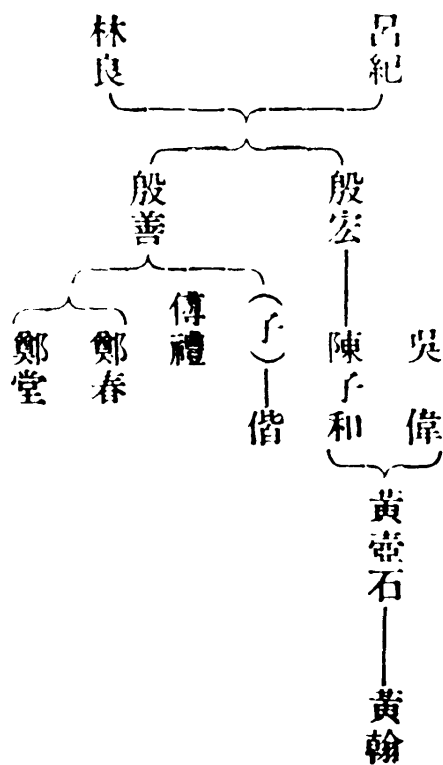 呂紀
林良
殷宏
殷善
吳偉
陳子和
（子）
偕
傅禮
鄭春
鄭堂
黃壺石
黃翰